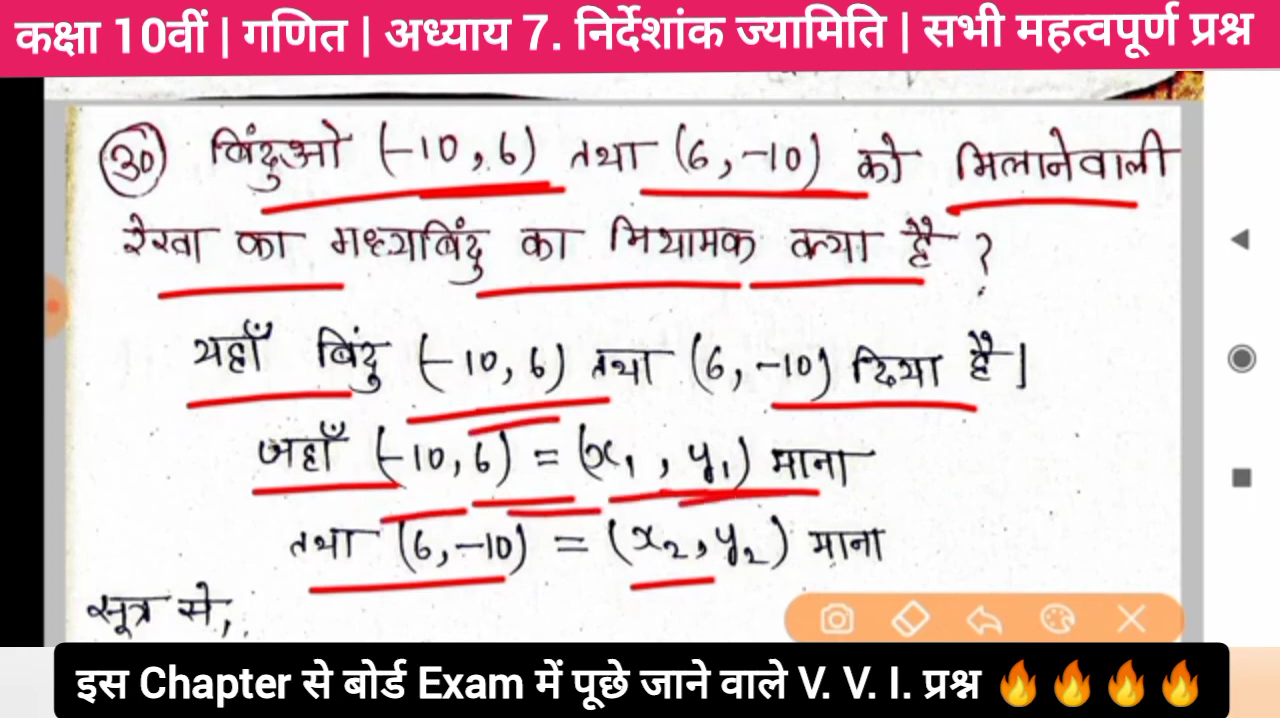 कक्षा 10वीं | गणित | अध्याय 7. निर्देशांक ज्यामिति | सभी महत्वपूर्ण प्रश्न
30 बिंदुओ (-10, 6) तथा (6, -10) को मिलानेवाली
रेखा का मध्यबिंदु का नियामक क्या है ?
यहाँ बिंदु (-10, 6) तथा (6, -10) दिया है |
जहाँ (-10, 6) = (x₁, y₁) माना
तथा (6, -10) = (x₂, y₂) माना
सूत्र से,
इस Chapter से बोर्ड Exam में पूछे जाने वाले V. V. I. प्रश्न 🔥🔥🔥🔥